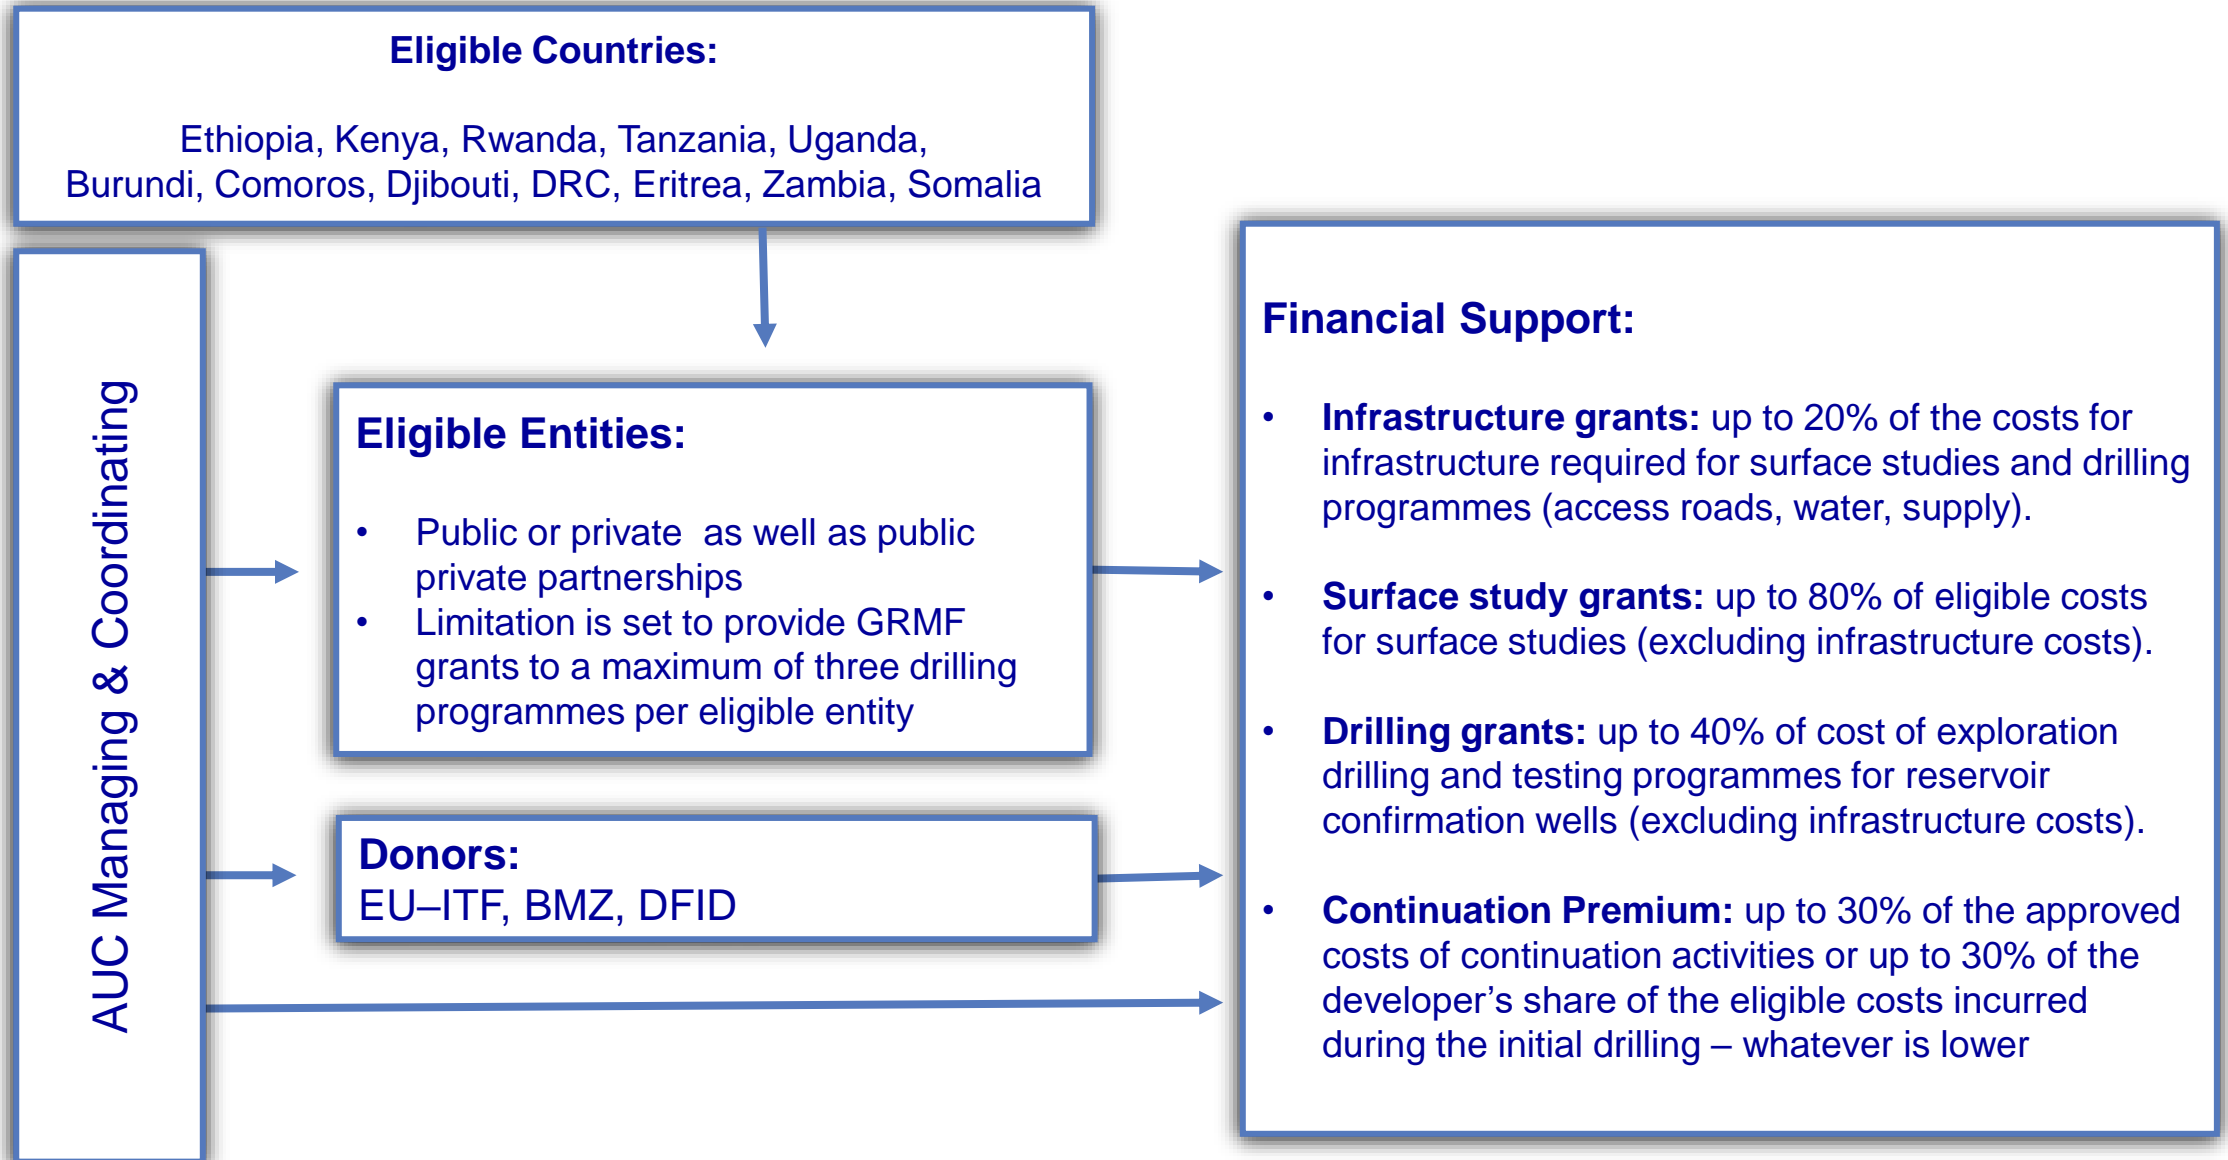 Eligible Countries:
Ethiopia, Kenya, Rwanda, Tanzania, Uganda,
Burundi, Comoros, Djibouti, DRC, Eritrea, Zambia, Somalia
AUC Managing & Coordinating
Eligible Entities:
• Public or private  as well as public
private partnerships
• Limitation is set to provide GRMF
grants to a maximum of three drilling
programmes per eligible entity
Donors:
EU–ITF, BMZ, DFID
Financial Support:
• Infrastructure grants: up to 20% of the costs for
infrastructure required for surface studies and drilling
programmes (access roads, water, supply).
• Surface study grants: up to 80% of eligible costs
for surface studies (excluding infrastructure costs).
• Drilling grants: up to 40% of cost of exploration
drilling and testing programmes for reservoir
confirmation wells (excluding infrastructure costs).
• Continuation Premium: up to 30% of the approved
costs of continuation activities or up to 30% of the
developer’s share of the eligible costs incurred
during the initial drilling – whatever is lower